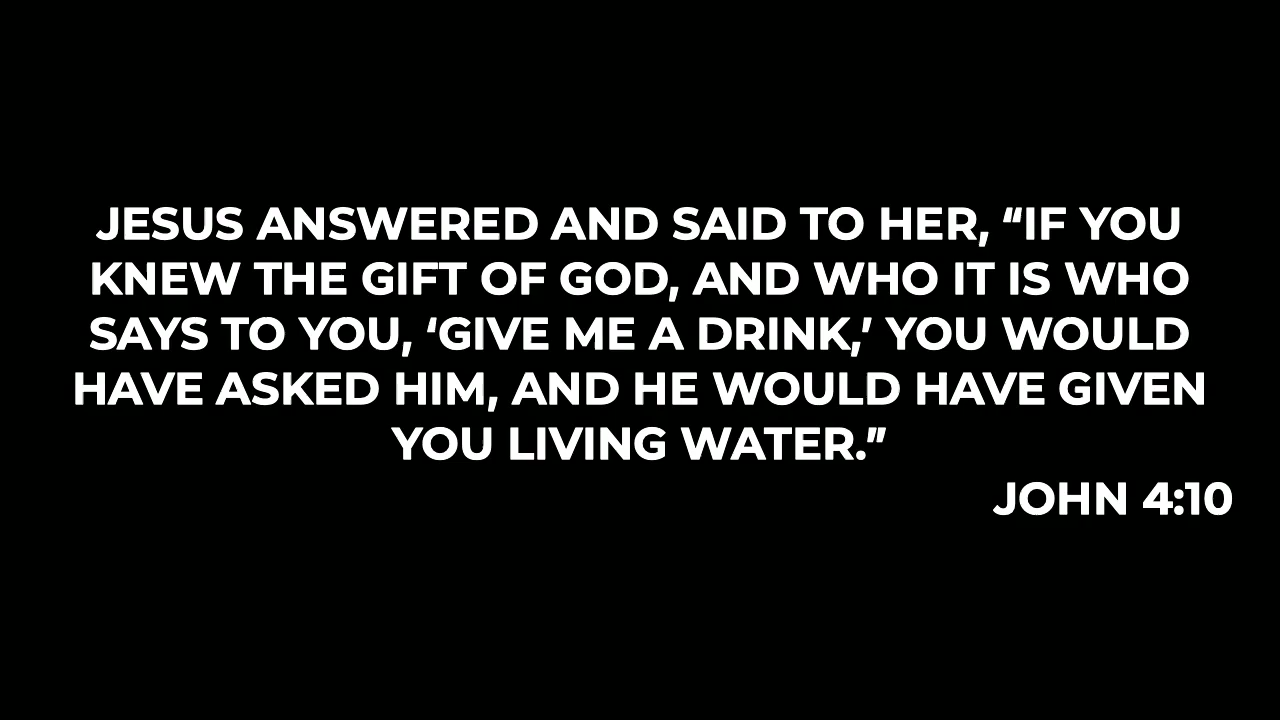 JESUS ANSWERED AND SAID TO HER, “IF YOU
KNEW THE GIFT OF GOD, AND WHO IT IS WHO
SAYS TO YOU, ‘GIVE ME A DRINK,’ YOU WOULD
HAVE ASKED HIM, AND HE WOULD HAVE GIVEN
YOU LIVING WATER.”
JOHN 4:10